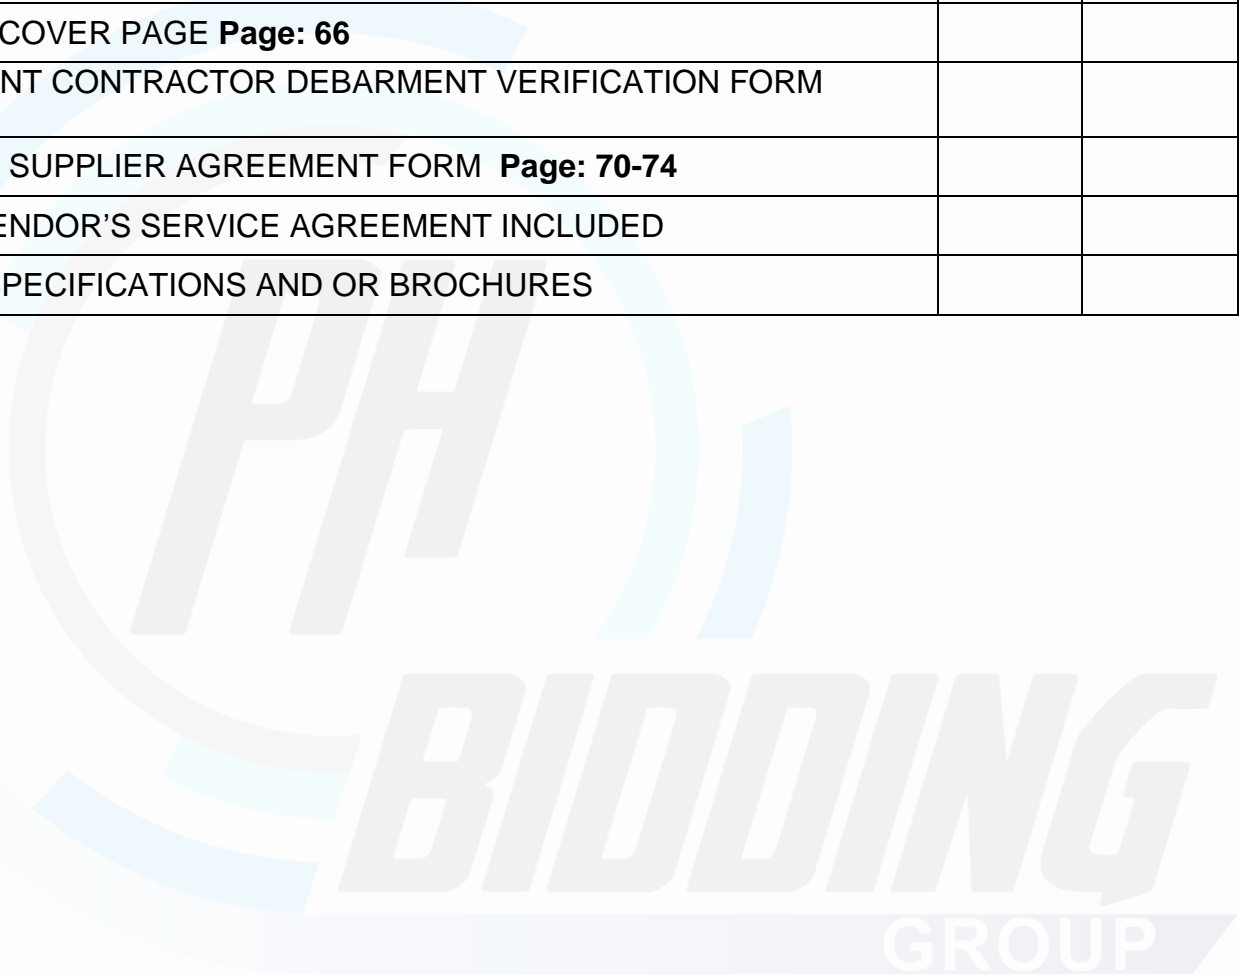 COVER PAGE Page: 66
NT CONTRACTOR DEBARMENT VERIFICATION FORM
SUPPLIER AGREEMENT FORM Page: 70-74
ENDOR’S SERVICE AGREEMENT INCLUDED
PECIFICATIONS AND OR BROCHURES
PH
BIDDING
GROUP